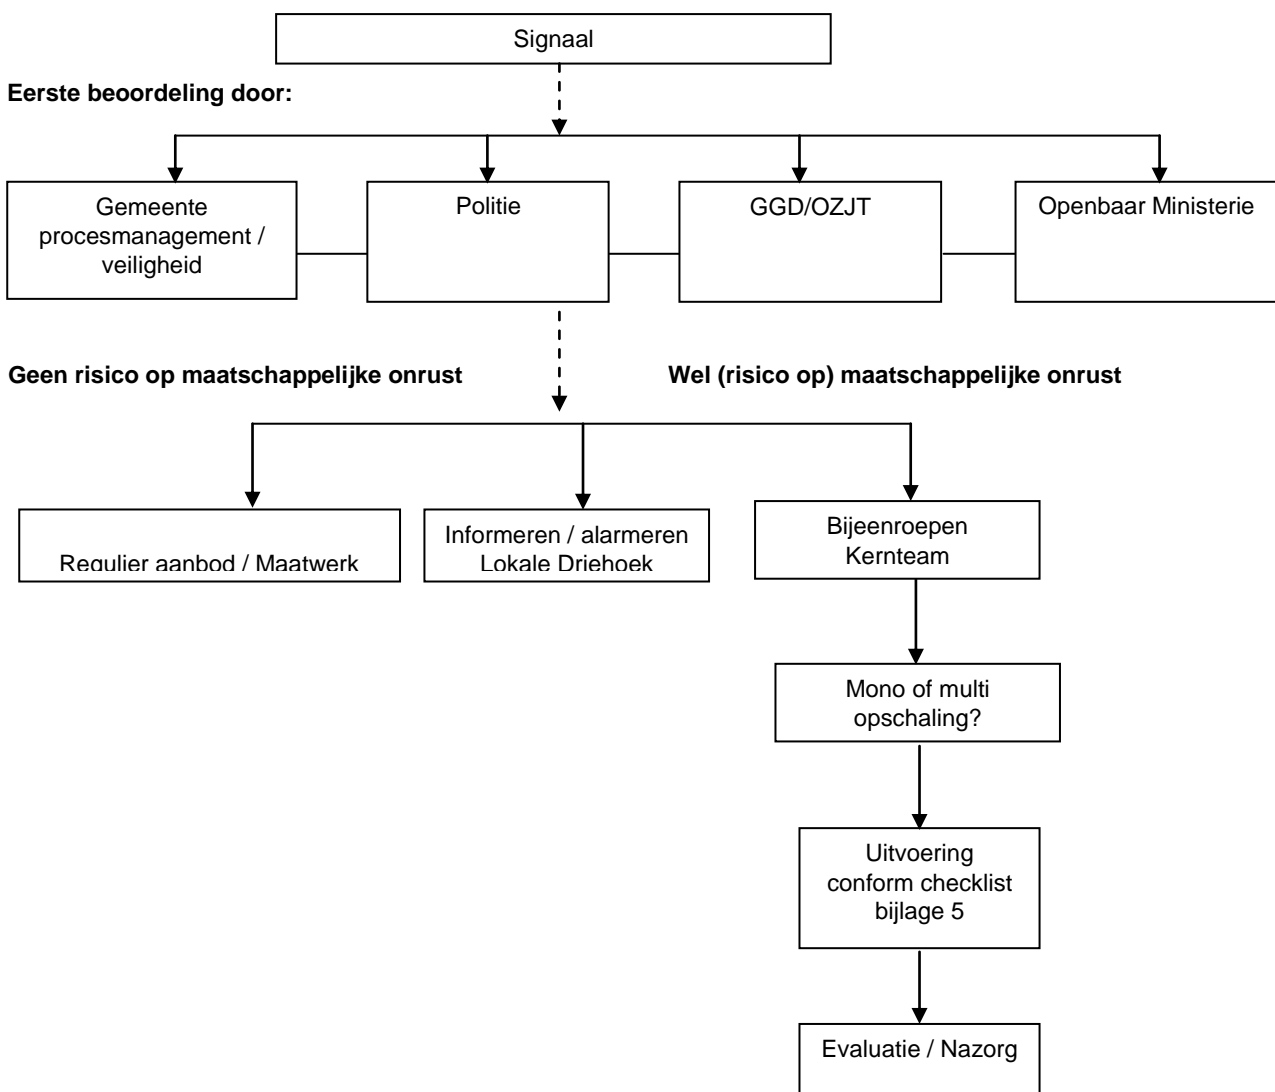 Signaal
Eerste beoordeling door:
Gemeente
procesmanagement /
veiligheid
Politie
GGD/OZJT
Openbaar Ministerie
Geen risico op maatschappelijke onrust
Wel (risico op) maatschappelijke onrust
Regulier aanbod / Maatwerk
Informeren / alarmeren
Lokale Driehoek
Bijeenroepen
Kernteam
Mono of multi
opschaling?
Uitvoering
conform checklist
bijlage 5
Evaluatie / Nazorg